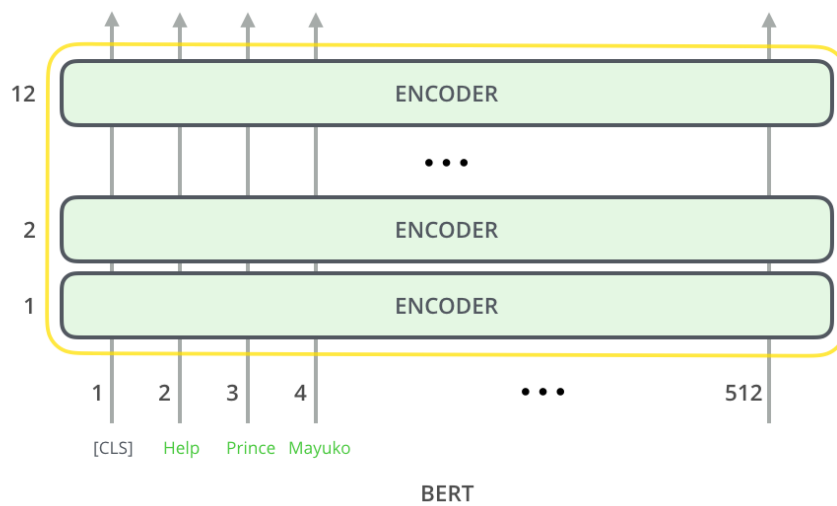 12 ENCODER
...
2 ENCODER
1 ENCODER
1 2 3 4 ... 512
[CLS] Help Prince Mayuko
BERT